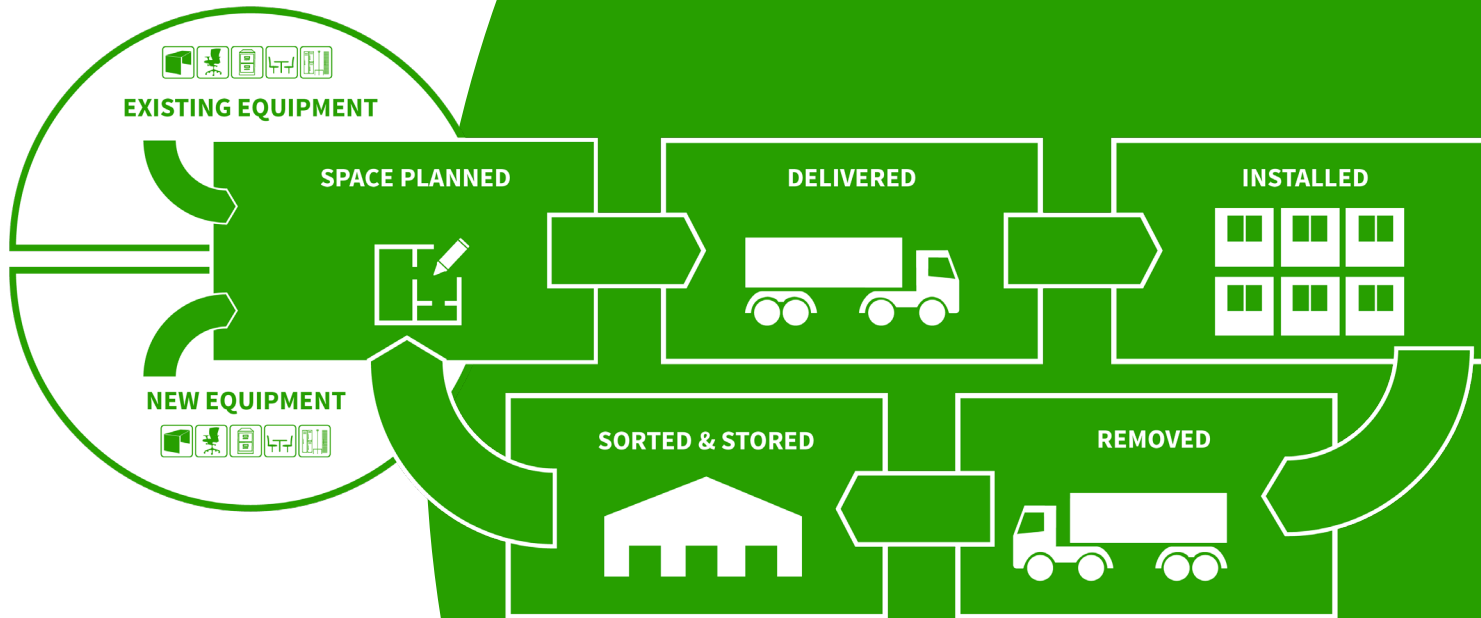 EXISTING EQUIPMENT
SPACE PLANNED
DELIVERED
INSTALLED
NEW EQUIPMENT
SORTED & STORED
REMOVED